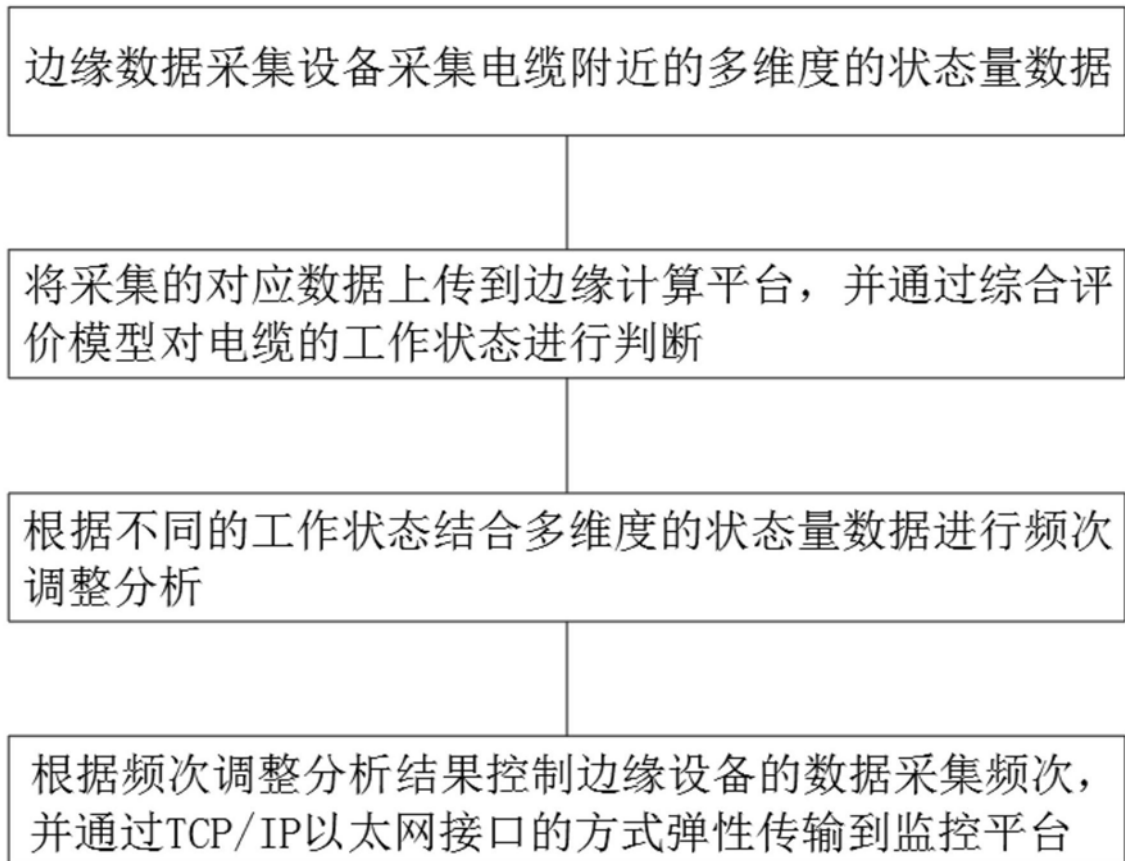 边缘数据采集设备采集电缆附近的多维度的状态量数据
将采集的对应数据上传到边缘计算平台，并通过综合评
价模型对电缆的工作状态进行判断
根据不同的工作状态结合多维度的状态量数据进行频次
调整分析
根据频次调整分析结果控制边缘设备的数据采集频次，
并通过TCP/IP以太网接口的方式弹性传输到监控平台